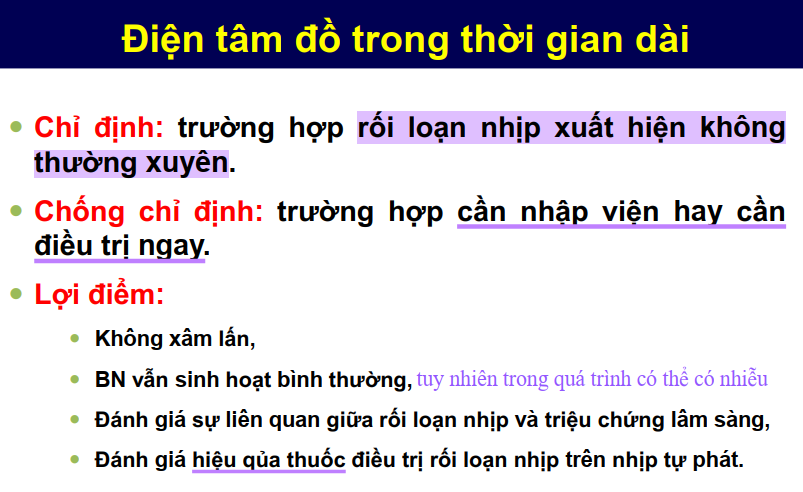 Điện tâm đồ trong thời gian dài
Chỉ định: trường hợp rối loạn nhịp xuất hiện không
thường xuyên.
Chống chỉ định: trường hợp cần nhập viện hay cần
điều trị ngay.
Lợi điểm:
Không xâm lấn,
BN vẫn sinh hoạt bình thường, tuy nhiên trong quá trình có thể có nhiễu
Đánh giá sự liên quan giữa rối loạn nhịp và triệu chứng lâm sàng,
Đánh giá hiệu qủa thuốc điều trị rối loạn nhịp trên nhịp tự phát.